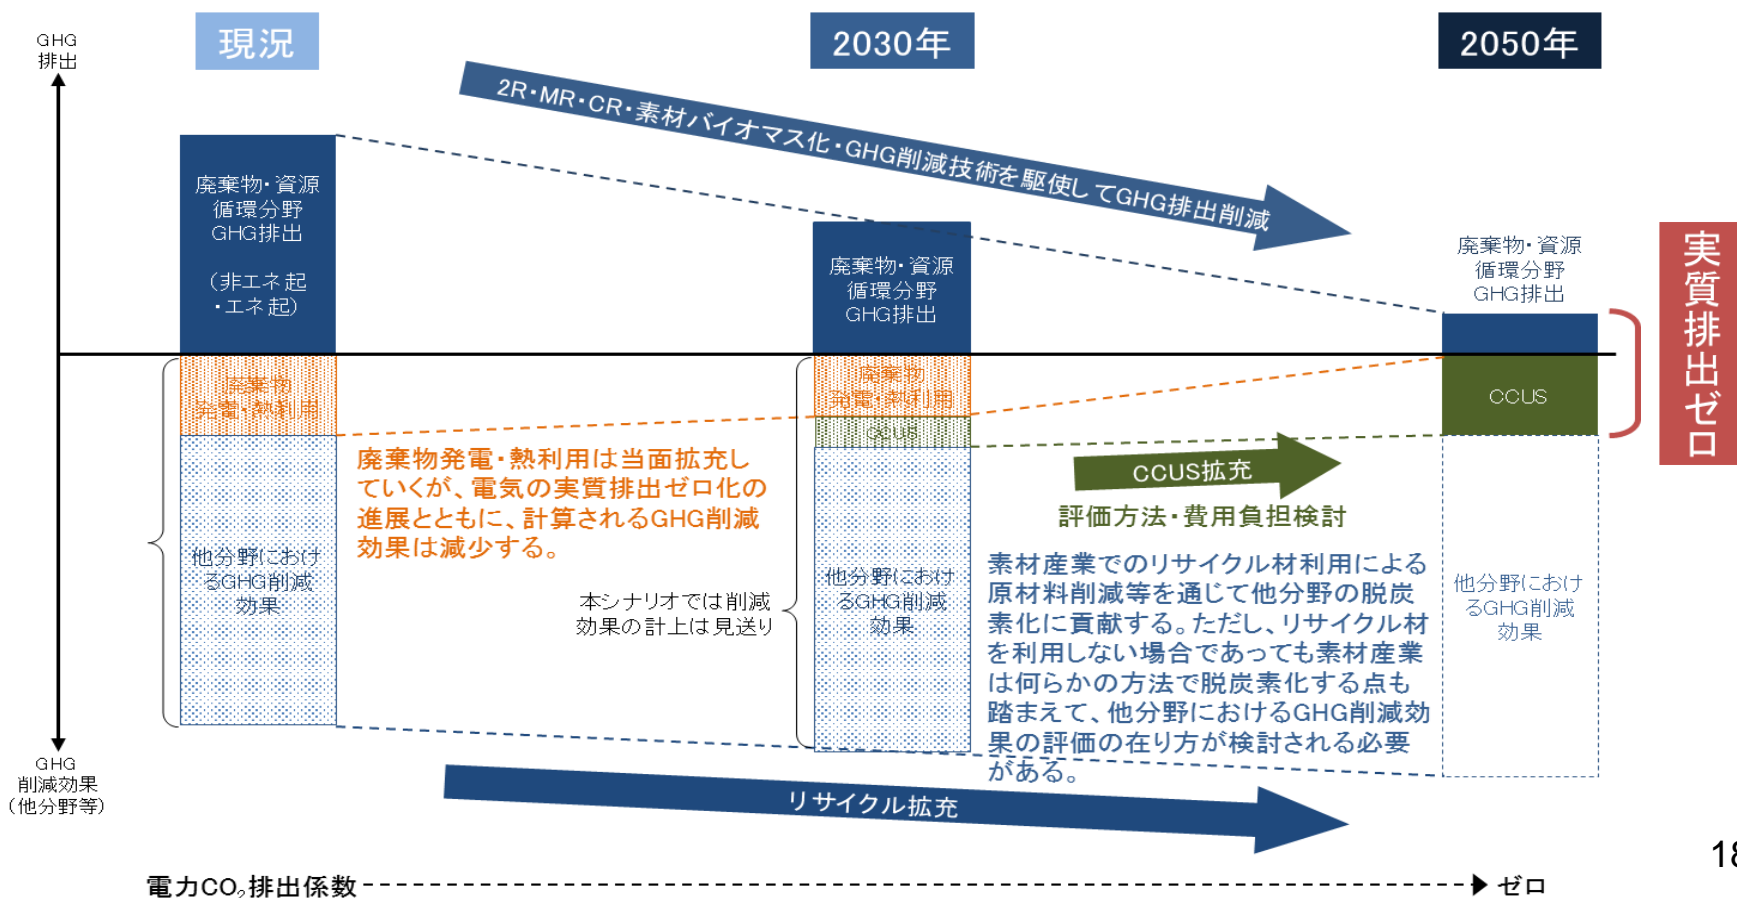 現況
2030年
2050年
GHG
排出
2R・MR・CR・素材バイオマス化・GHG削減技術を駆使してGHG排出削減
廃棄物・資源
循環分野
GHG排出
(非エネ起
・エネ起)
廃棄物・資源
循環分野
GHG排出
廃棄物・資源
循環分野
GHG排出
実質排出ゼロ
廃棄物
発電・熱利用
廃棄物
発電・熱利用
CCUS
CCUS
廃棄物発電・熱利用は当面拡充し
ていくが、電気の実質排出ゼロ化の
進展とともに、計算されるGHG削減
効果は減少する。
CCUS拡充
評価方法・費用負担検討
他分野におけ
るGHG削減
効果
本シナリオでは削減
効果の計上は見送り
他分野におけ
るGHG削減
効果
素材産業でのリサイクル材利用による
原材料削減等を通じて他分野の脱炭
素化に貢献する。ただし、リサイクル材
を利用しない場合であっても素材産業
は何らかの方法で脱炭素化する点も
踏まえて、他分野におけるGHG削減効
果の評価の在り方が検討される必要
がある。
他分野におけ
るGHG削減
効果
GHG
削減効果
(他分野等)
リサイクル拡充
18
電力CO₂排出係数
ゼロ